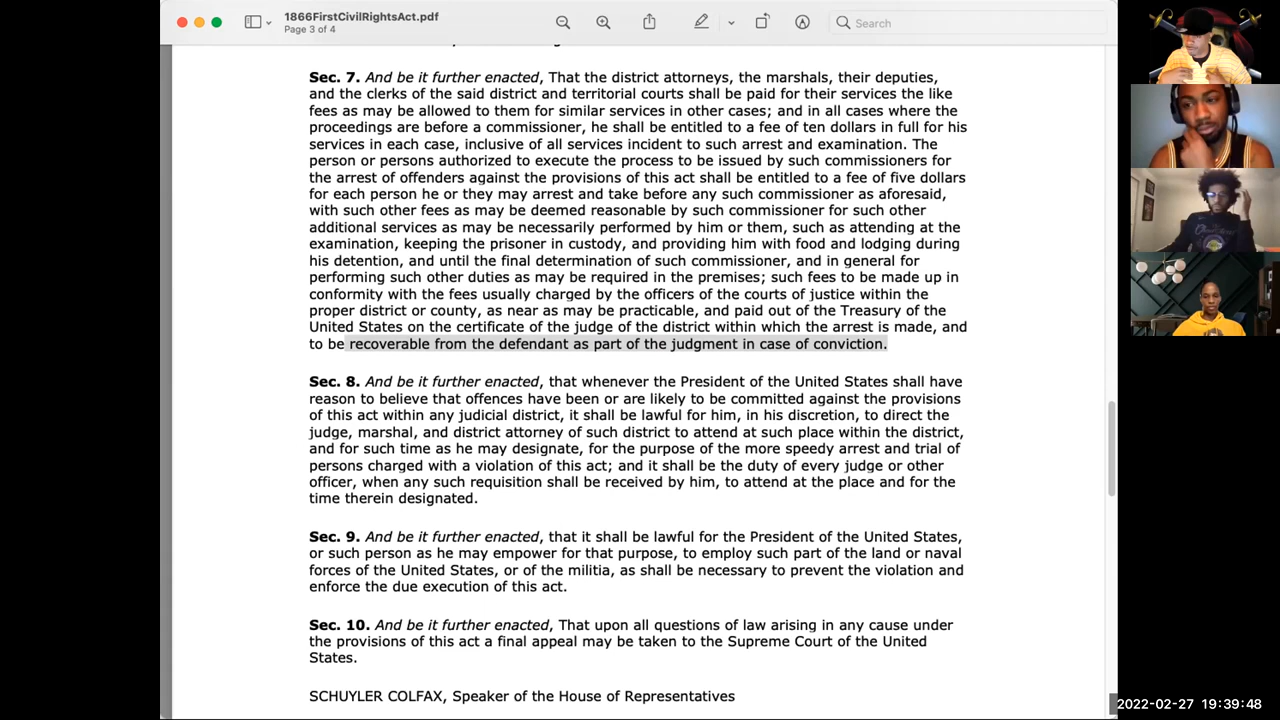 1866FirstCivilRightsAct.pdf
Page 3 of 4
Search
Sec. 7. And be it further enacted, That the district attorneys, the marshals, their deputies,
and the clerks of the said district and territorial courts shall be paid for their services the like
fees as may be allowed to them for similar services in other cases; and in all cases where the
proceedings are before a commissioner, he shall be entitled to a fee of ten dollars in full for his
services in each case, inclusive of all services incident to such arrest and examination. The
person or persons authorized to execute the process to be issued by such commissioners for
the arrest of offenders against the provisions of this act shall be entitled to a fee of five dollars
for each person he or they may arrest and take before any such commissioner as aforesaid,
with such other fees as may be deemed reasonable by such commissioner for such other
additional services as may be necessarily performed by him or them, such as attending at the
examination, keeping the prisoner in custody, and providing him with food and lodging during
his detention, and until the final determination of such commissioner, and in general for
performing such other duties as may be required in the premises; such fees to be made up in
conformity with the fees usually charged by the officers of the courts of justice within the
proper district or county, as near as may be practicable, and paid out of the Treasury of the
United States on the certificate of the judge of the district within which the arrest is made, and
to be recoverable from the defendant as part of the judgment in case of conviction.
Sec. 8. And be it further enacted, that whenever the President of the United States shall have
reason to believe that offences have been or are likely to be committed against the provisions
of this act within any judicial district, it shall be lawful for him, in his discretion, to direct the
judge, marshal, and district attorney of such district to attend at such place within the district,
and for such time as he may designate, for the purpose of the more speedy arrest and trial of
persons charged with a violation of this act; and it shall be the duty of every judge or other
officer, when any such requisition shall be received by him, to attend at the place and for the
time therein designated.
Sec. 9. And be it further enacted, that it shall be lawful for the President of the United States,
or such person as he may empower for that purpose, to employ such part of the land or naval
forces of the United States, or of the militia, as shall be necessary to prevent the violation and
enforce the due execution of this act.
Sec. 10. And be it further enacted, That upon all questions of law arising in any cause under
the provisions of this act a final appeal may be taken to the Supreme Court of the United
States.
SCHUYLER COLFAX, Speaker of the House of Representatives
2022-02-27 19:39:48